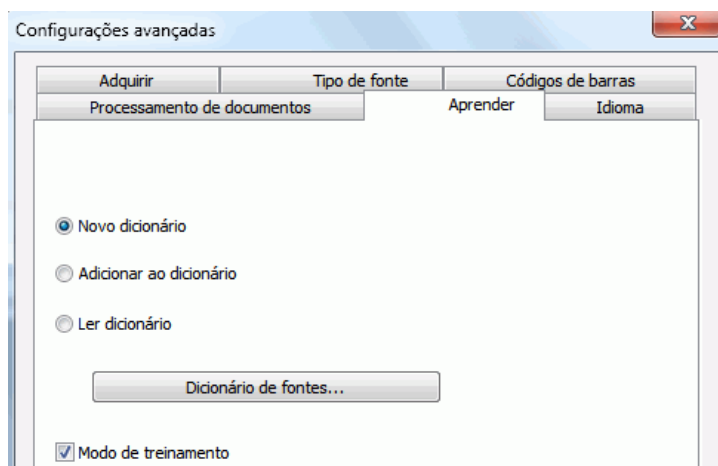 Configurações avançadas
Adquirir Tipo de fonte Códigos de barras
Processamento de documentos Aprender Idioma
Novo dicionário
Adicionar ao dicionário
Ler dicionário
Dicionário de fontes...
Modo de treinamento